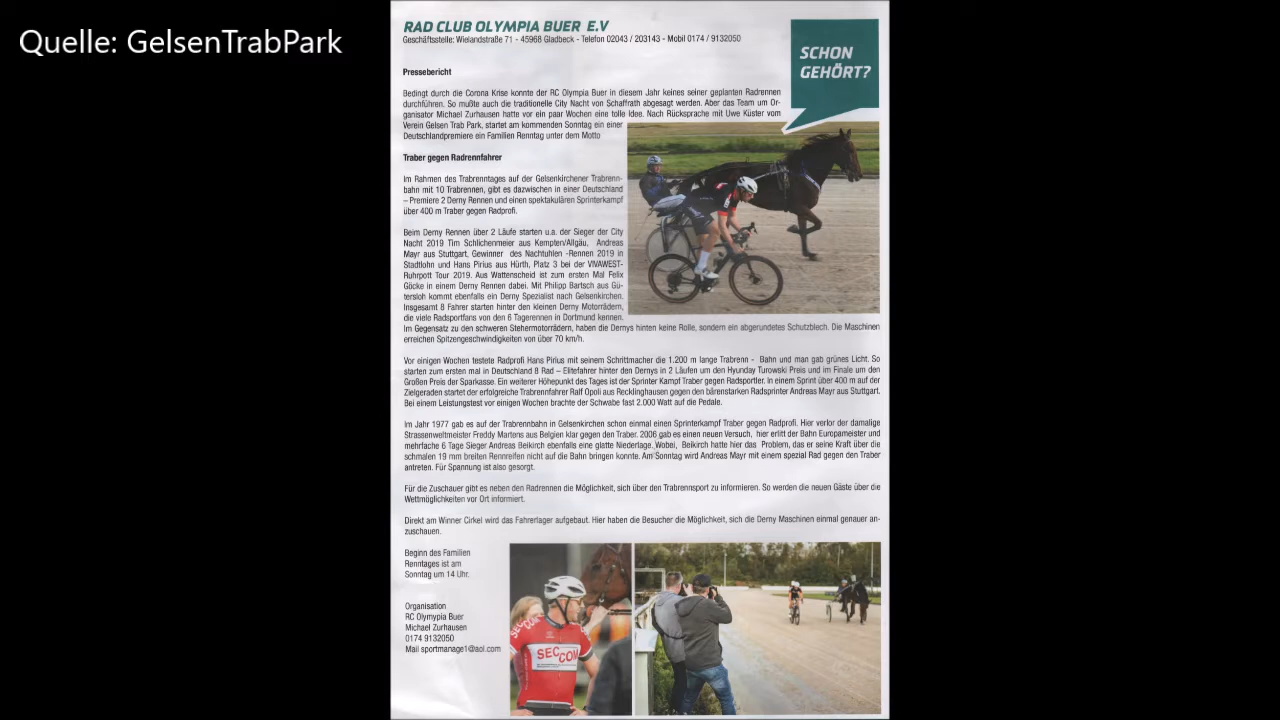 Quelle: GelsenTrabPark
RAD CLUB OLYMPIA BUER E.V
Geschäftsstelle: Wielandstraße 71 - 45968 Gladbeck - Telefon 02043 / 203143 - Mobil 0174 / 9132050
SCHON
GEHÖRT?
Pressebericht
Bedingt durch die Corona Krise konnte der RC Olympia Buer in diesem Jahr keines seiner geplanten Radrennen
durchführen. So mußte auch die traditionelle City Nacht von Schaffrath abgesagt werden. Aber das Team um Or-
ganisator Michael Zurhausen hatte vor ein paar Wochen eine tolle Idee. Nach Rücksprache mit Uwe Küster vom
Verein Gelsen Trab Park, startet am kommenden Sonntag ein einer
Deutschlandpremiere ein Familien Renntag unter dem Motto
Traber gegen Radrennfahrer
Im Rahmen des Trabrenntages auf der Gelsenkirchener Trabrenn-
bahn mit 10 Trabrennen, gibt es dazwischen in einer Deutschland
– Premiere 2 Derny Rennen und einen spektakulären Sprinterkampf
über 400 m Traber gegen Radprofi.
Beim Derny Rennen über 2 Läufe starten u.a. der Sieger der City
Nacht 2019 Tim Schlichenmeier aus Kempten/Allgäu, Andreas
Mayr aus Stuttgart, Gewinner des Nachtuhlen -Rennen 2019 in
Stadtlohn und Hans Pirius aus Hürth, Platz 3 bei der VIVAWEST-
Ruhrpott Tour 2019. Aus Wattenscheid ist zum ersten Mal Felix
Göcke in einem Derny Rennen dabei. Mit Philipp Bartsch aus Gü-
tersloh kommt ebenfalls ein Derny Spezialist nach Gelsenkirchen.
Insgesamt 8 Fahrer starten hinter den kleinen Derny Motorrädern,
die viele Radsportfans von den 6 Tagerennen in Dortmund kennen.
Im Gegensatz zu den schweren Stehermotorrädern, haben die Dernys hinten keine Rolle, sondern ein abgerundetes Schutzblech. Die Maschinen
erreichen Spitzengeschwindigkeiten von über 70 km/h.
Vor einigen Wochen testete Radprofi Hans Pirius mit seinem Schrittmacher die 1.200 m lange Trabrenn - Bahn und man gab grünes Licht. So
starten zum ersten mal in Deutschland 8 Rad – Elitefahrer hinter den Dernys in 2 Läufen um den Hyunday Turowski Preis und im Finale um den
Großen Preis der Sparkasse. Ein weiterer Höhepunkt des Tages ist der Sprinter Kampf Traber gegen Radsportler. In einem Sprint über 400 m auf der
Zielgeraden startet der erfolgreiche Trabrennfahrer Ralf Opoli aus Recklinghausen gegen den bärenstarken Radsprinter Andreas Mayr aus Stuttgart.
Bei einem Leistungstest vor einigen Wochen brachte der Schwabe fast 2.000 Watt auf die Pedale.
Im Jahr 1977 gab es auf der Trabrennbahn in Gelsenkirchen schon einmal einen Sprinterkampf Traber gegen Radprofi. Hier verlor der damalige
Strassenweltmeister Freddy Martens aus Belgien klar gegen den Traber. 2006 gab es einen neuen Versuch, hier erlitt der Bahn Europameister und
mehrfache 6 Tage Sieger Andreas Beikirch ebenfalls eine glatte Niederlage. Wobei, Beikirch hatte hier das Problem, das er seine Kraft über die
schmalen 19 mm breiten Rennreifen nicht auf die Bahn bringen konnte. Am Sonntag wird Andreas Mayr mit einem spezial Rad gegen den Traber
antreten. Für Spannung ist also gesorgt.
Für die Zuschauer gibt es neben den Radrennen die Möglichkeit, sich über den Trabrennsport zu informieren. So werden die neuen Gäste über die
Wettmöglichkeiten vor Ort informiert.
Direkt am Winner Cirkel wird das Fahrerlager aufgebaut. Hier haben die Besucher die Möglichkeit, sich die Derny Maschinen einmal genauer an-
zuschauen.
Beginn des Familien
Renntages ist am
Sonntag um 14 Uhr.
Organisation
RC Olymypia Buer
Michael Zurhausen
0174 9132050
Mail sportmanage1@aol.com
SEC COM